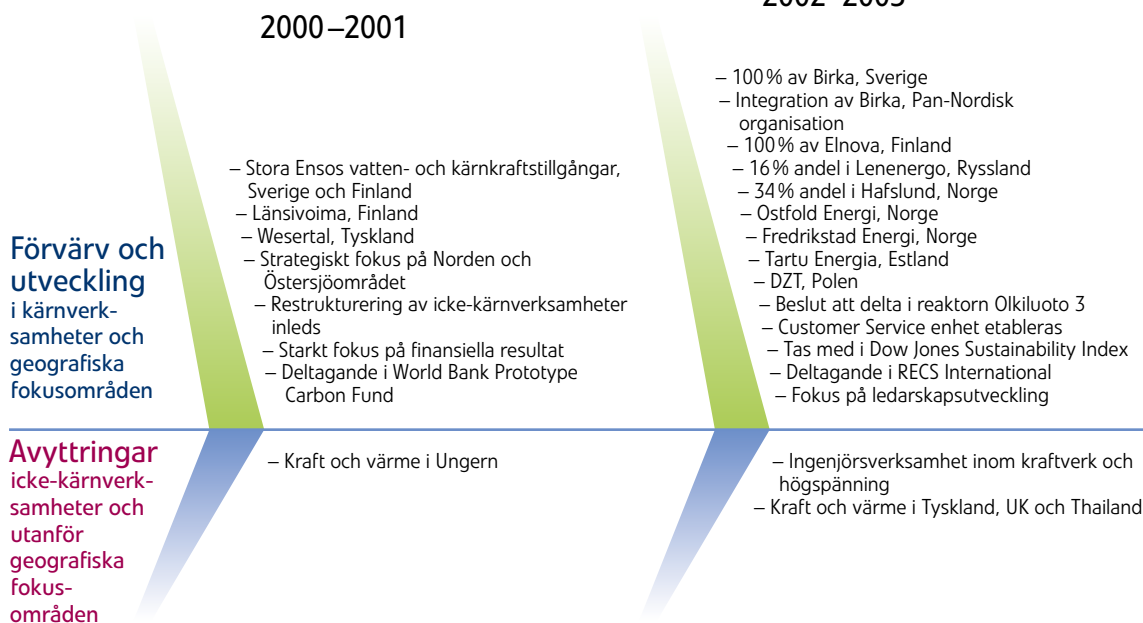 2000–2001
– Stora Ensos vatten- och kärnkraftstillgångar,
Sverige och Finland
– Länsivoima, Finland
– Wesertal, Tyskland
– Strategiskt fokus på Norden och
Östersjöområdet
– Restrukturering av icke-kärnverksamheter
inleds
– Starkt fokus på finansiella resultat
– Deltagande i World Bank Prototype
Carbon Fund
2002–2003
– 100% av Birka, Sverige
– Integration av Birka, Pan-Nordisk
organisation
– 100% av Elnova, Finland
– 16% andel i Lenenergo, Ryssland
– 34% andel i Hafslund, Norge
– Ostfold Energi, Norge
– Fredrikstad Energi, Norge
– Tartu Energia, Estland
– DZT, Polen
– Beslut att delta i reaktorn Olkiluoto 3
– Customer Service enhet etableras
– Tas med i Dow Jones Sustainability Index
– Deltagande i RECS International
– Fokus på ledarskapsutveckling
Förvärv och
utveckling
i kärnverk-
samheter och
geografiska
fokusområden
Avyttringar
icke-kärnverk-
samheter och
utanför
geografiska
fokus-
områden
– Kraft och värme i Ungern
– Ingenjörsverksamhet inom kraftverk och
högspänning
– Kraft och värme i Tyskland, UK och Thailand